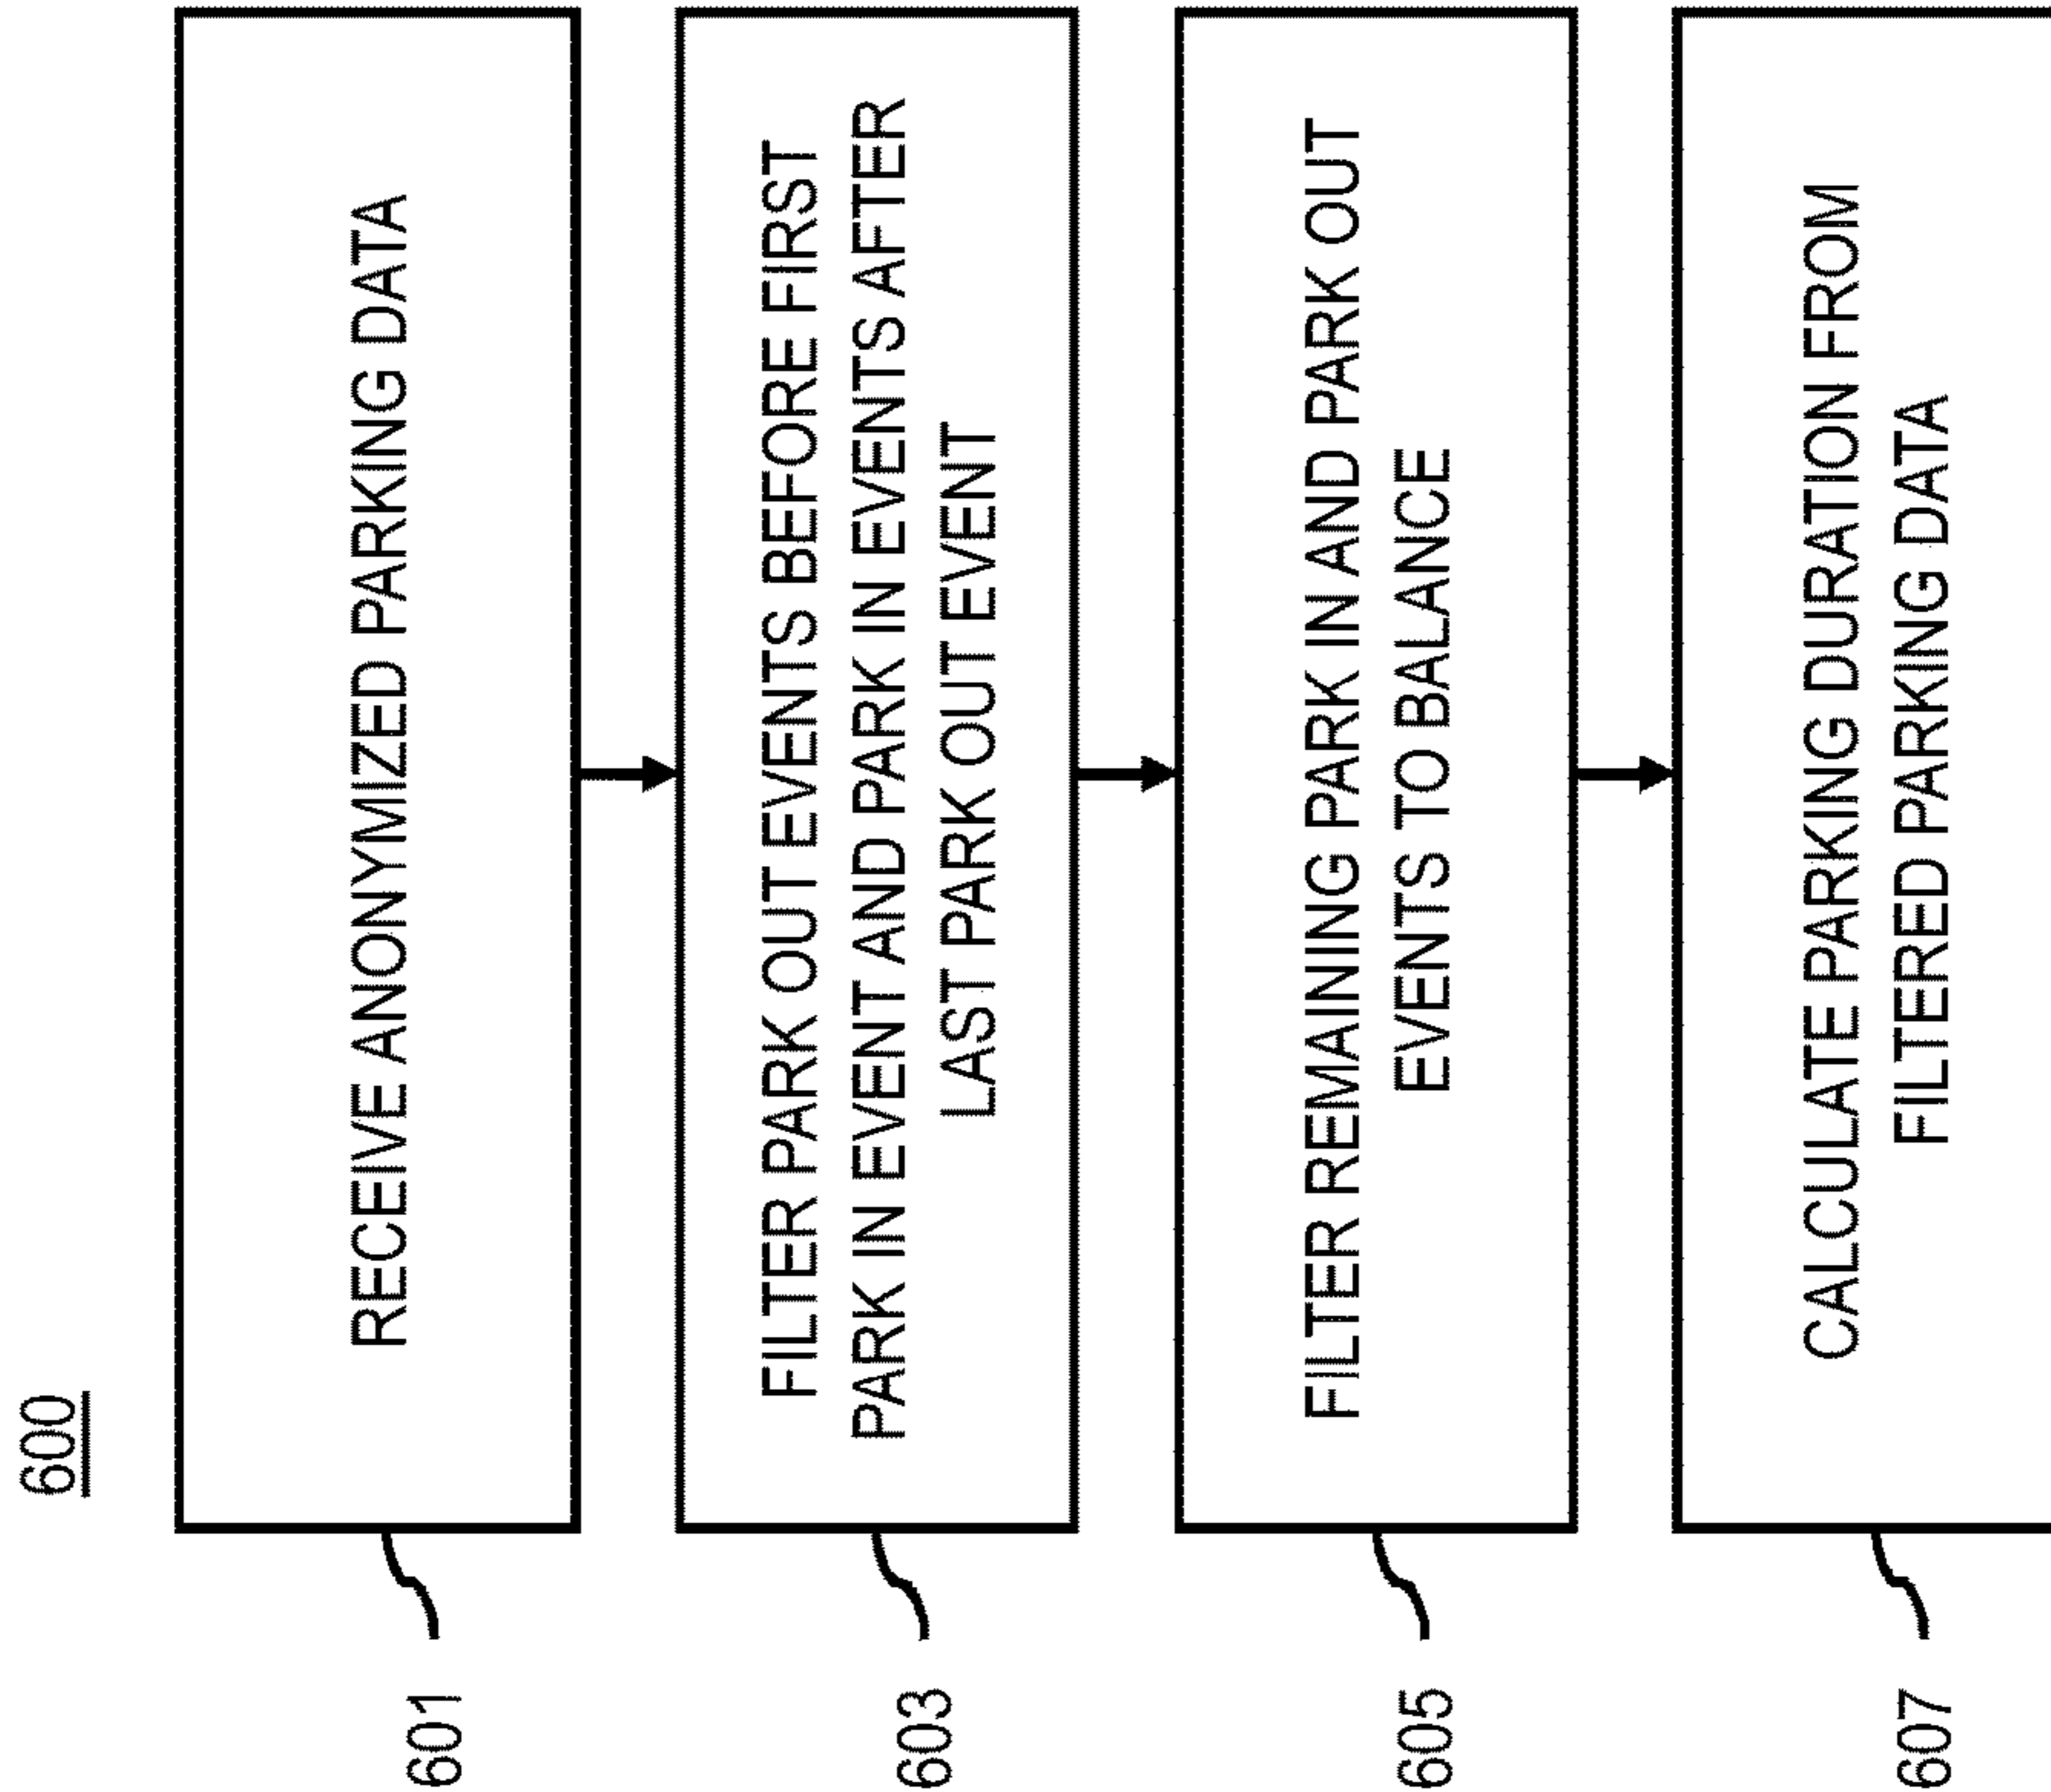 600
601
RECEIVE ANONYMIZED PARKING DATA
603
FILTER PARK OUT EVENTS BEFORE FIRST
PARK IN EVENT AND PARK IN EVENTS AFTER
LAST PARK OUT EVENT
605
FILTER REMAINING PARK IN AND PARK OUT
EVENTS TO BALANCE
607
CALCULATE PARKING DURATION FROM
FILTERED PARKING DATA